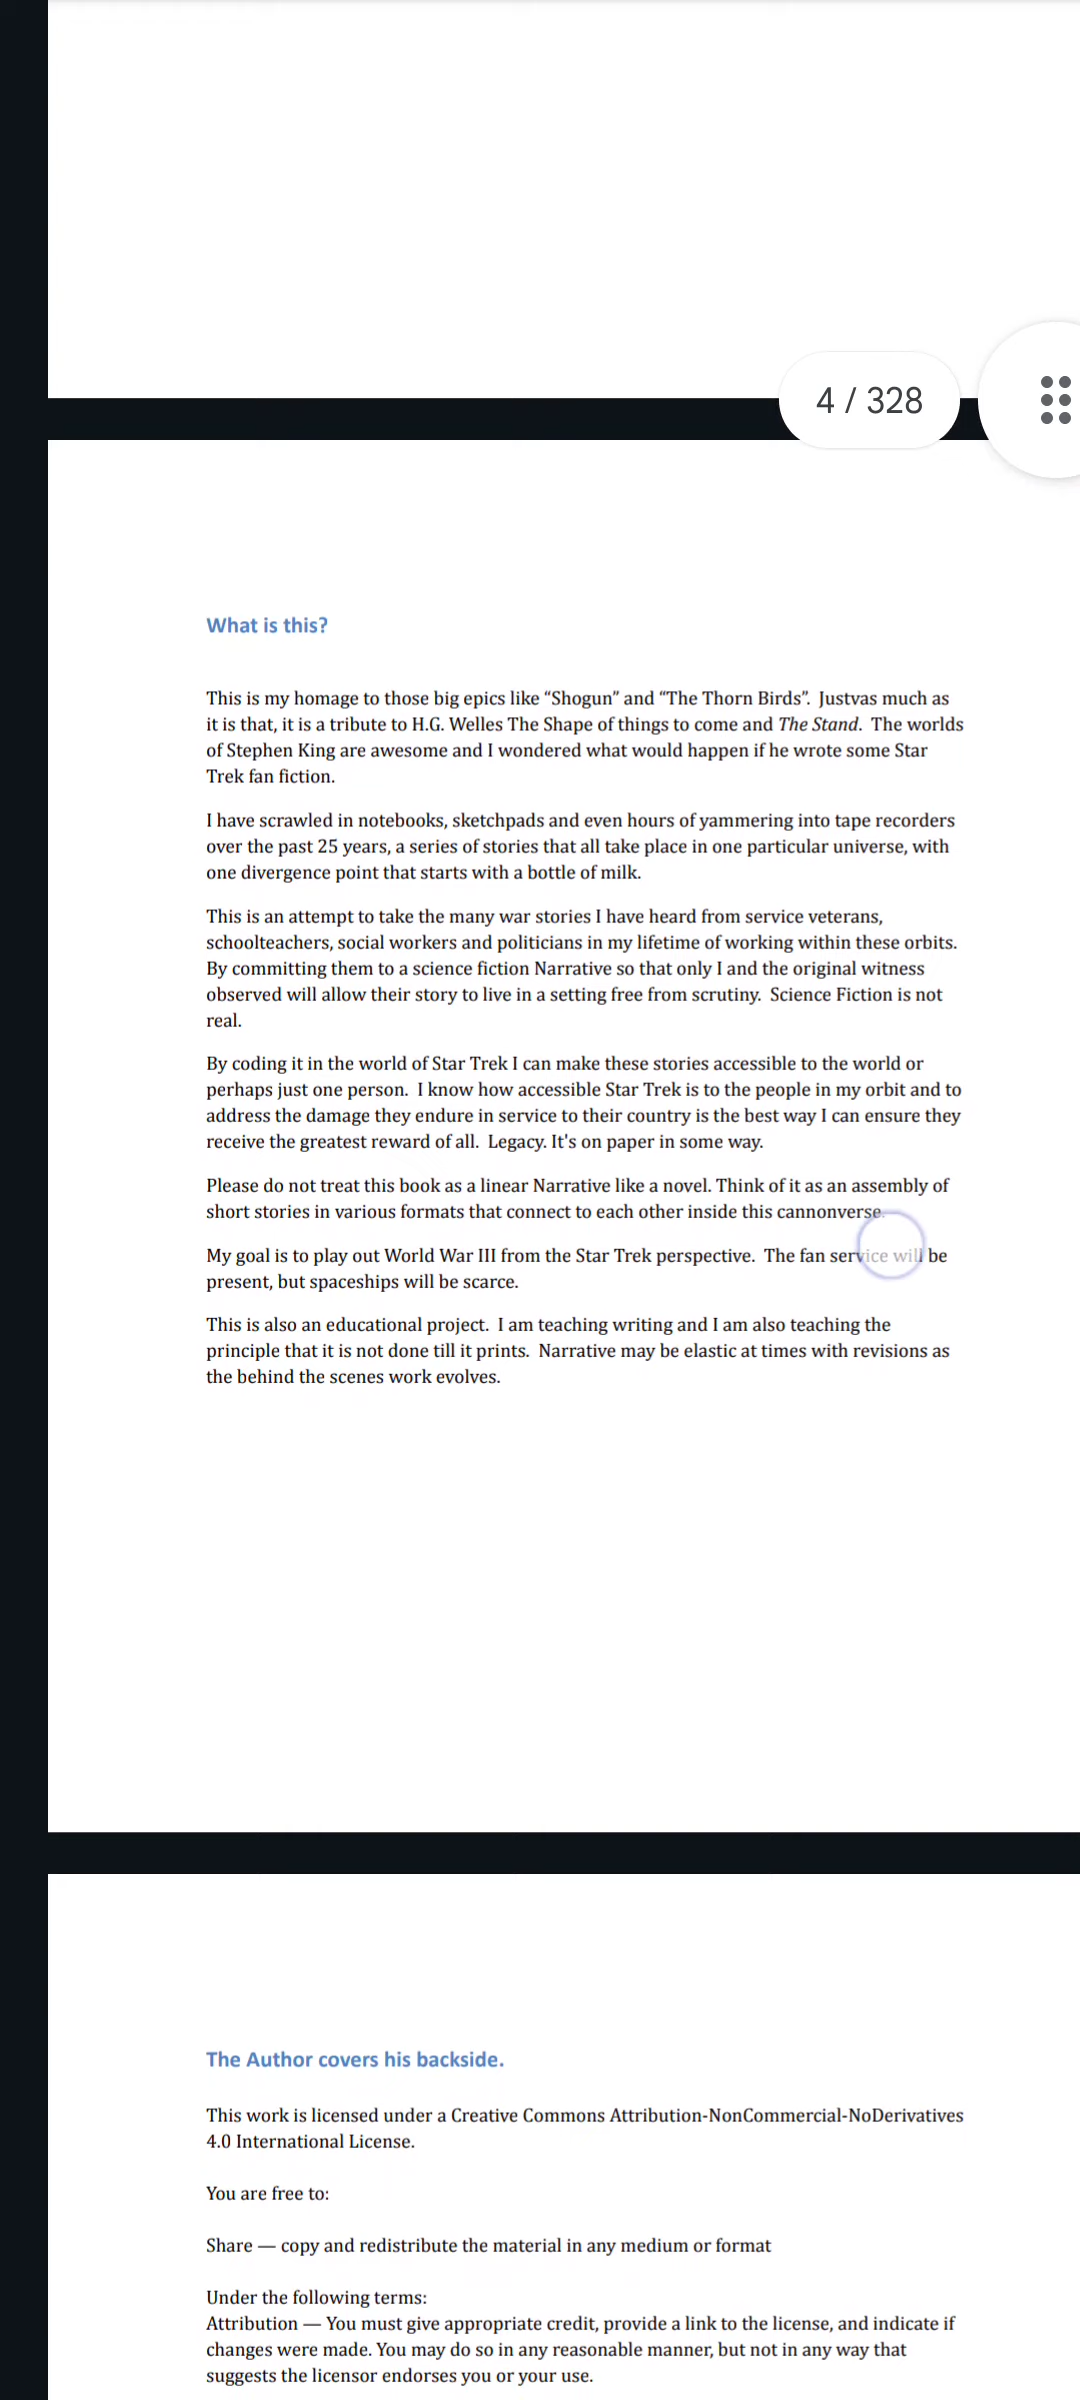 4 / 328
What is this?
This is my homage to those big epics like “Shogun” and “The Thorn Birds”.  Justvas much as
it is that, it is a tribute to H.G. Welles The Shape of things to come and The Stand.  The worlds
of Stephen King are awesome and I wondered what would happen if he wrote some Star
Trek fan fiction.
I have scrawled in notebooks, sketchpads and even hours of yammering into tape recorders
over the past 25 years, a series of stories that all take place in one particular universe, with
one divergence point that starts with a bottle of milk.
This is an attempt to take the many war stories I have heard from service veterans,
schoolteachers, social workers and politicians in my lifetime of working within these orbits.
By committing them to a science fiction Narrative so that only I and the original witness
observed will allow their story to live in a setting free from scrutiny.  Science Fiction is not
real.
By coding it in the world of Star Trek I can make these stories accessible to the world or
perhaps just one person.  I know how accessible Star Trek is to the people in my orbit and to
address the damage they endure in service to their country is the best way I can ensure they
receive the greatest reward of all.  Legacy. It's on paper in some way.
Please do not treat this book as a linear Narrative like a novel. Think of it as an assembly of
short stories in various formats that connect to each other inside this cannonverse.
My goal is to play out World War III from the Star Trek perspective.  The fan service will be
present, but spaceships will be scarce.
This is also an educational project.  I am teaching writing and I am also teaching the
principle that it is not done till it prints.  Narrative may be elastic at times with revisions as
the behind the scenes work evolves.
The Author covers his backside.
This work is licensed under a Creative Commons Attribution-NonCommercial-NoDerivatives
4.0 International License.
You are free to:
Share — copy and redistribute the material in any medium or format
Under the following terms:
Attribution — You must give appropriate credit, provide a link to the license, and indicate if
changes were made. You may do so in any reasonable manner, but not in any way that
suggests the licensor endorses you or your use.